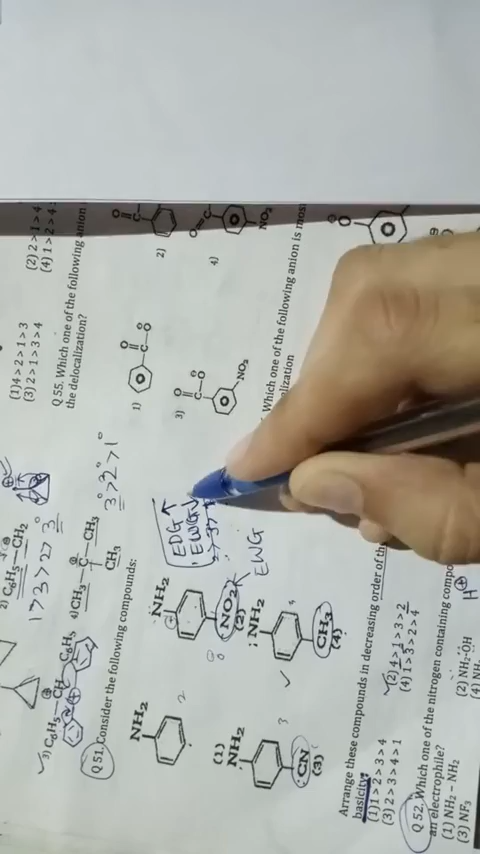 2) C₆H₅ – CH₂
1>3>2
3) C₆H₅ – CH – C₆H₅
4) CH₃ – C – CH₃
⊕
CH₃
3°>2°>1°
Q 51. Consider the following compounds:
NH₂
(1)
NH₂
NO₂
(2)
NH₂
CN
(3)
:NH₂
CH₃
(4)
EDG ↑
EWG ↓
EWG
Arrange these compounds in decreasing order of
basicity:
(1) 1 > 2 > 3 > 4
(2) 4 > 1 > 3 > 2
(3) 2 > 3 > 4 > 1
(4) 1 > 3 > 2 > 4
Q 52. Which one of the nitrogen containing
an electrophile?
(1) NH₂ – NH₂
(2) NH₂–OH
(3) NF₃
H⊕
(1) 4 > 2 > 1 > 3
(2) 2 > 1 > 4
(3) 2 > 1 > 3 > 4
(4) 1 > 2 > 4
Q 55. Which one of the following anion
the delocalization?
1)
2)
3)
NO₂
4)
NO₂
Which one of the following anion is